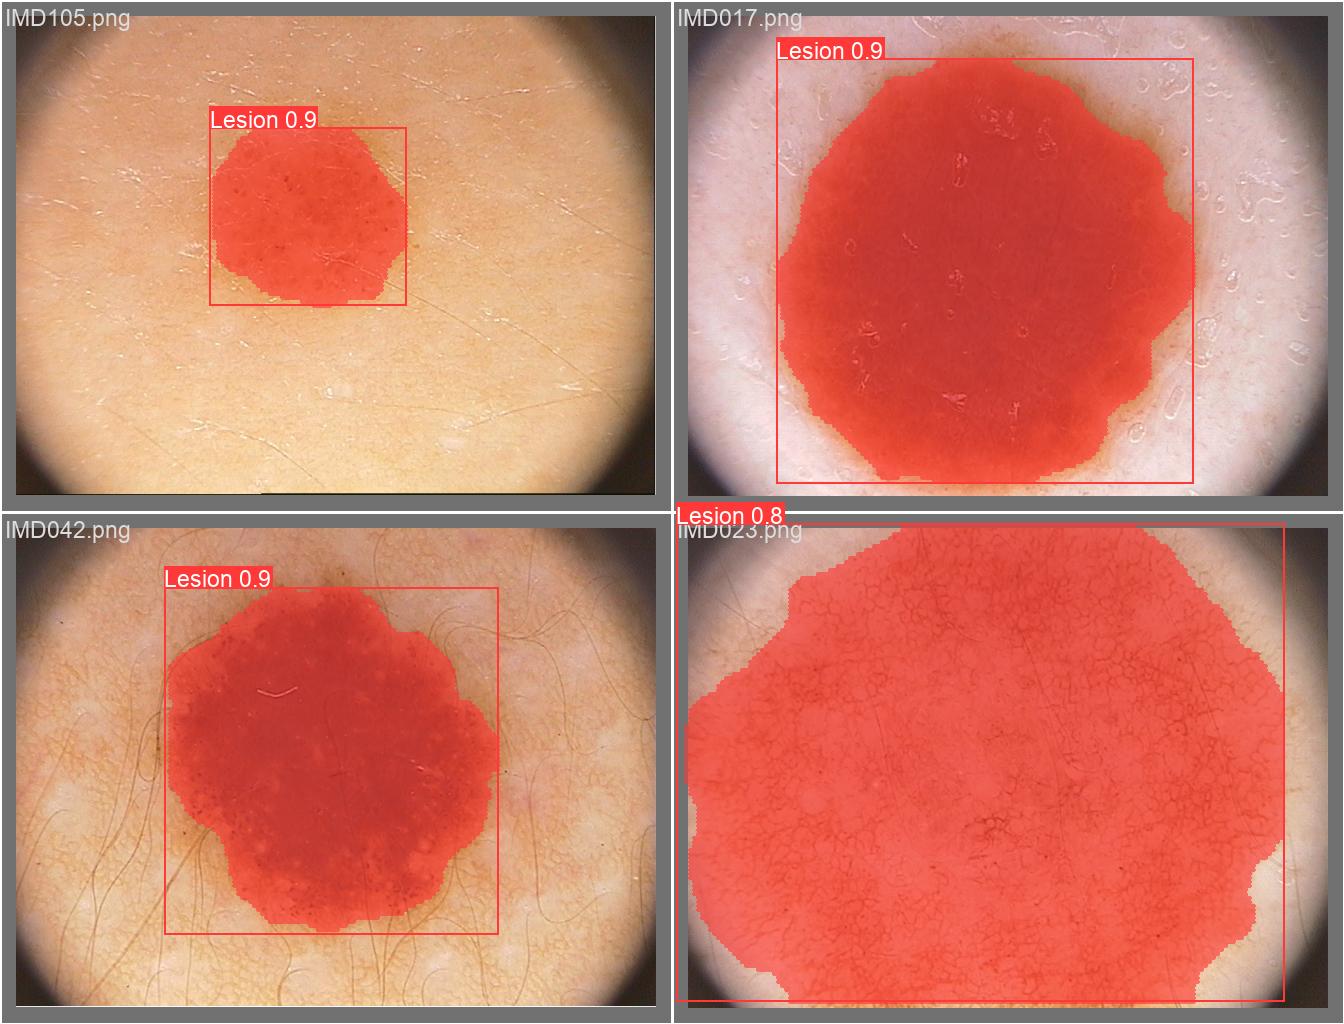 IMD105.png
Lesion 0.9
IMD017.png
Lesion 0.9
IMD042.png
Lesion 0.9
Lesion 0.8
IMD023.png